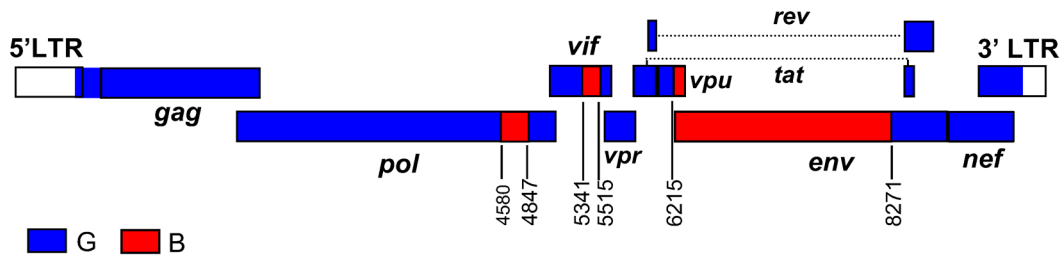 rev
5'LTR
vif
3' LTR
vpu
tat
gag
pol
vpr
env
nef
4580
4847
5341
5515
6215
8271
G
B